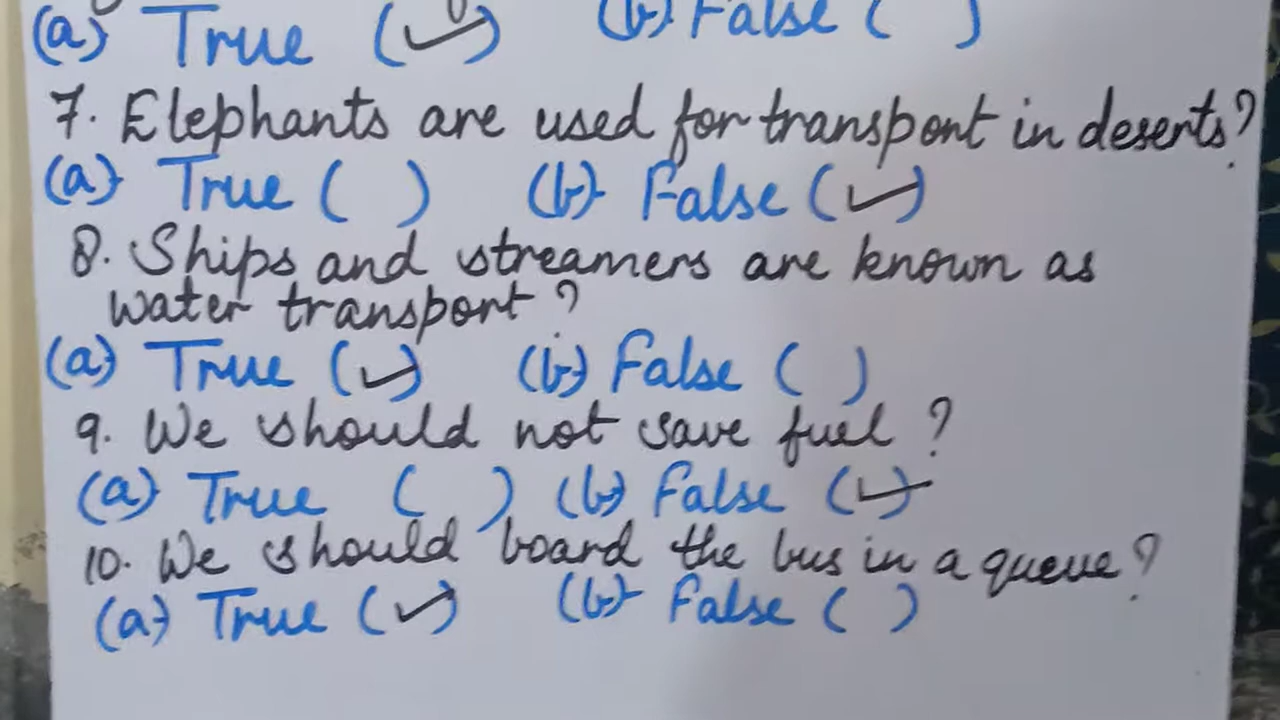 (a) True (✓) (b) False ( )
7. Elephants are used for transport in deserts?
(a) True ( ) (b) False (✓)
8. Ships and streamers are known as
water transport?
(a) True (✓) (b) False ( )
9. We should not save fuel?
(a) True ( ) (b) False (✓)
10. We should board the bus in a queue?
(a) True (✓) (b) False ( )